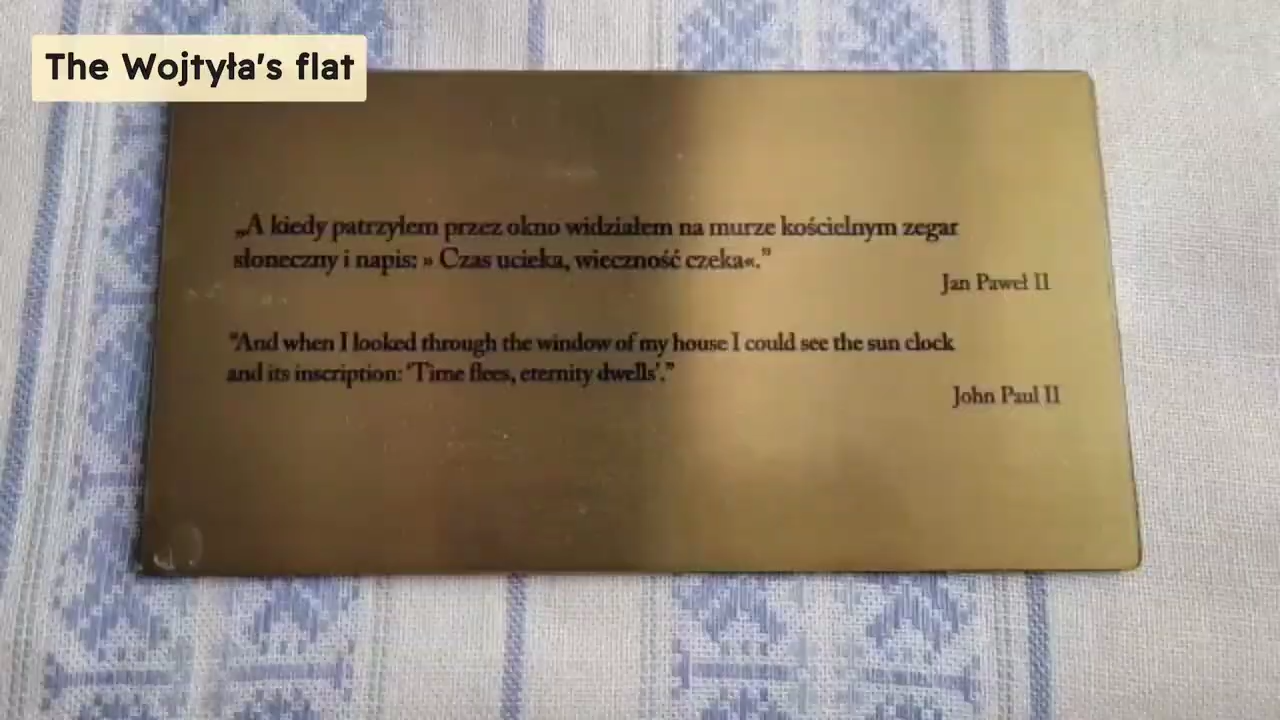 The Wojtyła's flat
„A kiedy patrzyłem przez okno widziałem na murze kościelnym zegar
słoneczny i napis: » Czas ucieka, wieczność czeka«.”
Jan Paweł II
"And when I looked through the window of my house I could see the sun clock
and its inscription: 'Time flees, eternity dwells'."
John Paul II